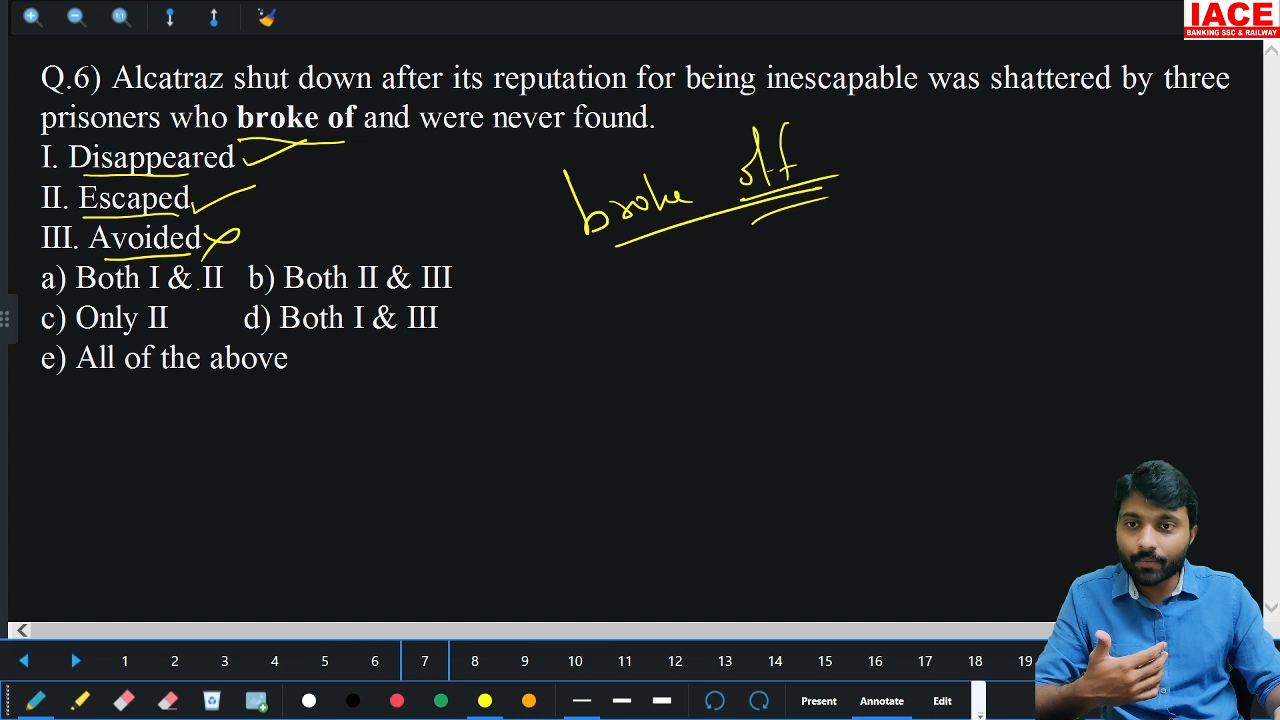 IACE
BANKING SSC & RAILWAY
Q.6) Alcatraz shut down after its reputation for being inescapable was shattered by three
prisoners who broke of and were never found.
I. Disappeared
broke off
II. Escaped
III. Avoided
a) Both I & II b) Both II & III
c) Only II d) Both I & III
e) All of the above
1 2 3 4 5 6 7 8 9 10 11 12 13 14 15 16 17 18 19
Present Annotate Edit